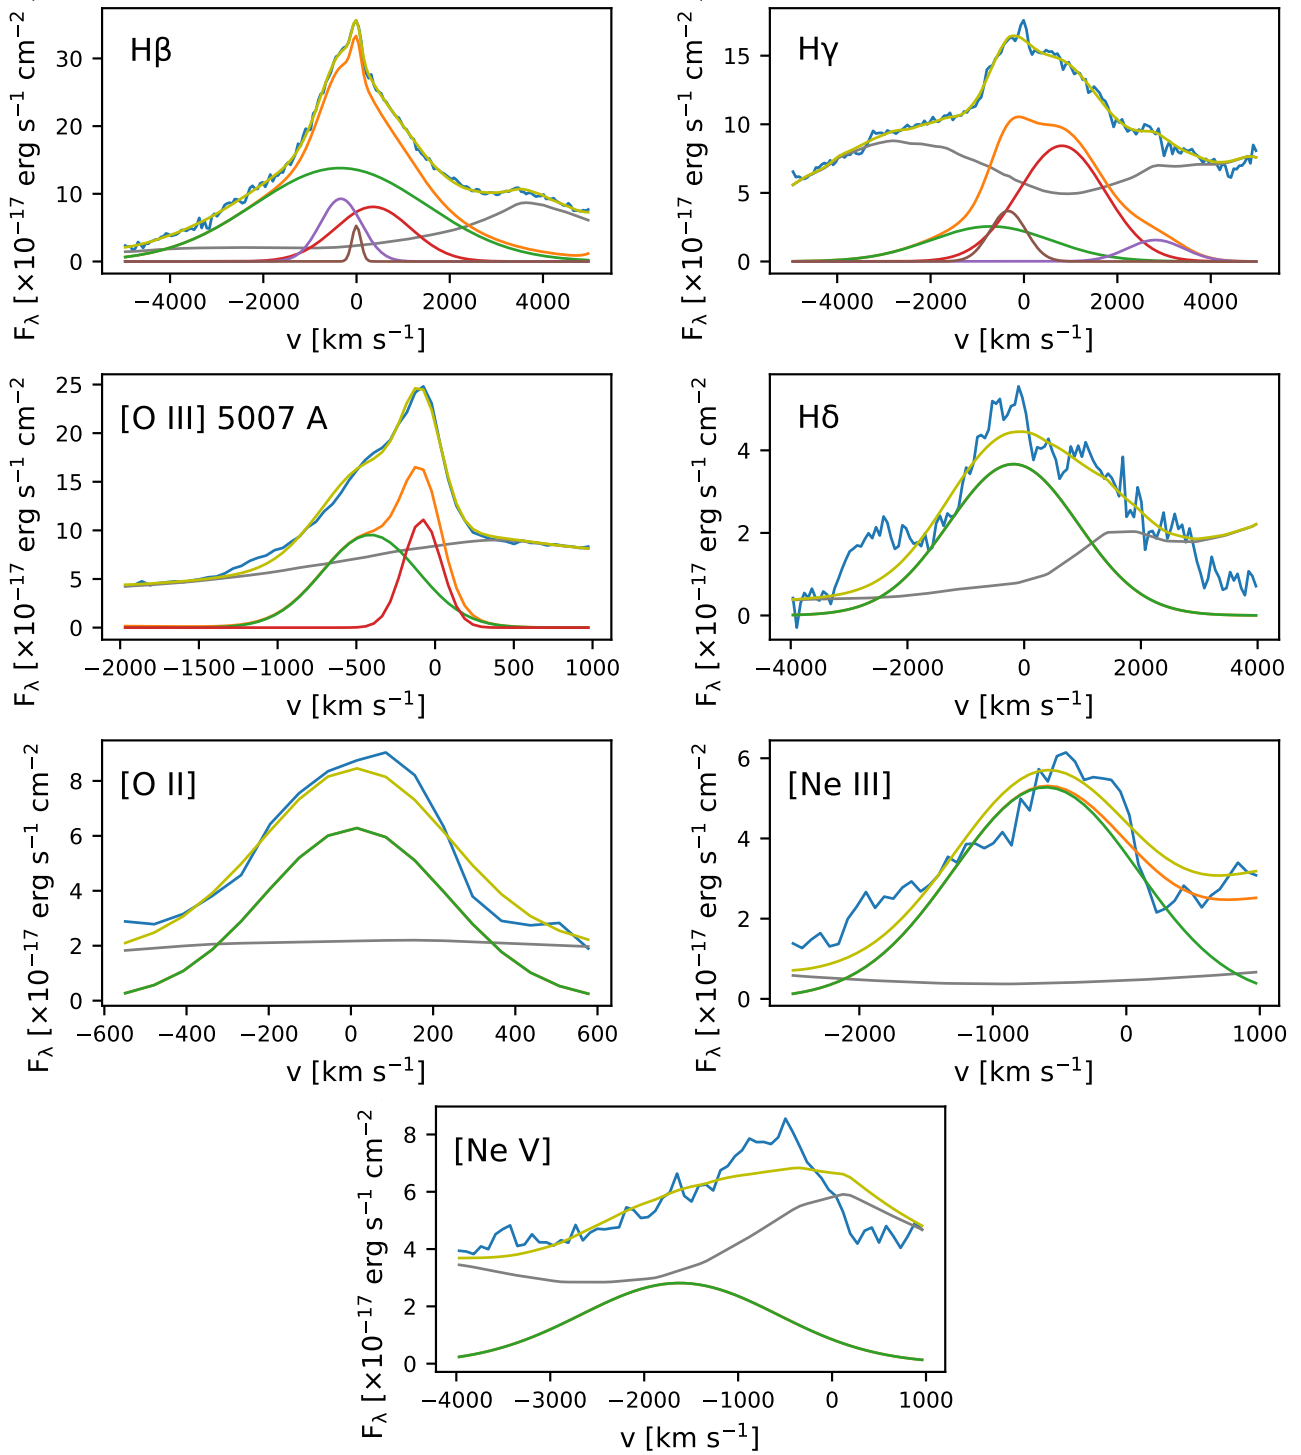 Hβ
F_λ [×10⁻¹⁷ erg s⁻¹ cm⁻²
30
20
10
0
−4000 −2000 0 2000 4000
v [km s⁻¹]
Hγ
F_λ [×10⁻¹⁷ erg s⁻¹ cm⁻²
15
10
5
0
−4000 −2000 0 2000 4000
v [km s⁻¹]
[O III] 5007 A
F_λ [×10⁻¹⁷ erg s⁻¹ cm⁻²
25
20
15
10
5
0
−2000 −1500 −1000 −500 0 500 1000
v [km s⁻¹]
Hδ
F_λ [×10⁻¹⁷ erg s⁻¹ cm⁻²
4
2
0
−4000 −2000 0 2000 4000
v [km s⁻¹]
[O II]
F_λ [×10⁻¹⁷ erg s⁻¹ cm⁻²
8
6
4
2
0
−600 −400 −200 0 200 400 600
v [km s⁻¹]
[Ne III]
F_λ [×10⁻¹⁷ erg s⁻¹ cm⁻²
6
4
2
0
−2000 −1000 0 1000
v [km s⁻¹]
[Ne V]
F_λ [×10⁻¹⁷ erg s⁻¹ cm⁻²
8
6
4
2
0
−4000 −3000 −2000 −1000 0 1000
v [km s⁻¹]